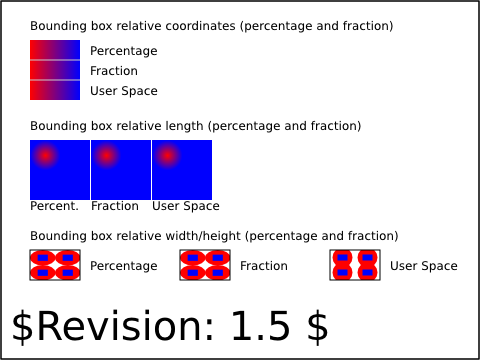 Bounding box relative coordinates (percentage and fraction)
Percentage
Fraction
User Space
Bounding box relative length (percentage and fraction)
Percent. Fraction User Space
Bounding box relative width/height (percentage and fraction)
Percentage Fraction User Space
$Revision: 1.5 $